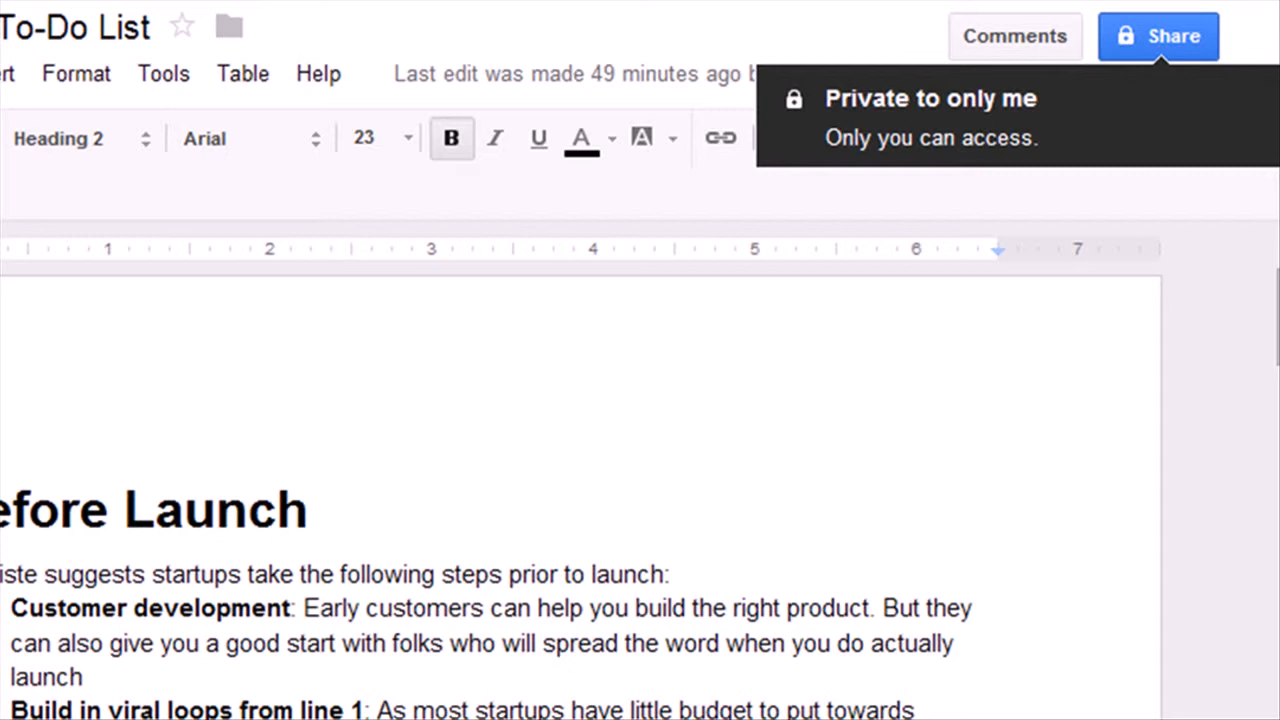 To-Do List
Comments
Share
Format Tools Table Help Last edit was made 49 minutes ago
Private to only me
Only you can access.
Heading 2 Arial 23 B I U A A
1 2 3 4 5 6 7
efore Launch
iste suggests startups take the following steps prior to launch:
Customer development: Early customers can help you build the right product. But they
can also give you a good start with folks who will spread the word when you do actually
launch
Build in viral loops from line 1: As most startups have little budget to put towards